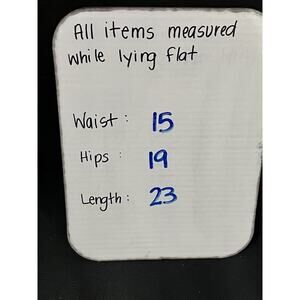 All items measured
while lying flat
Waist : 15
Hips : 19
Length : 23